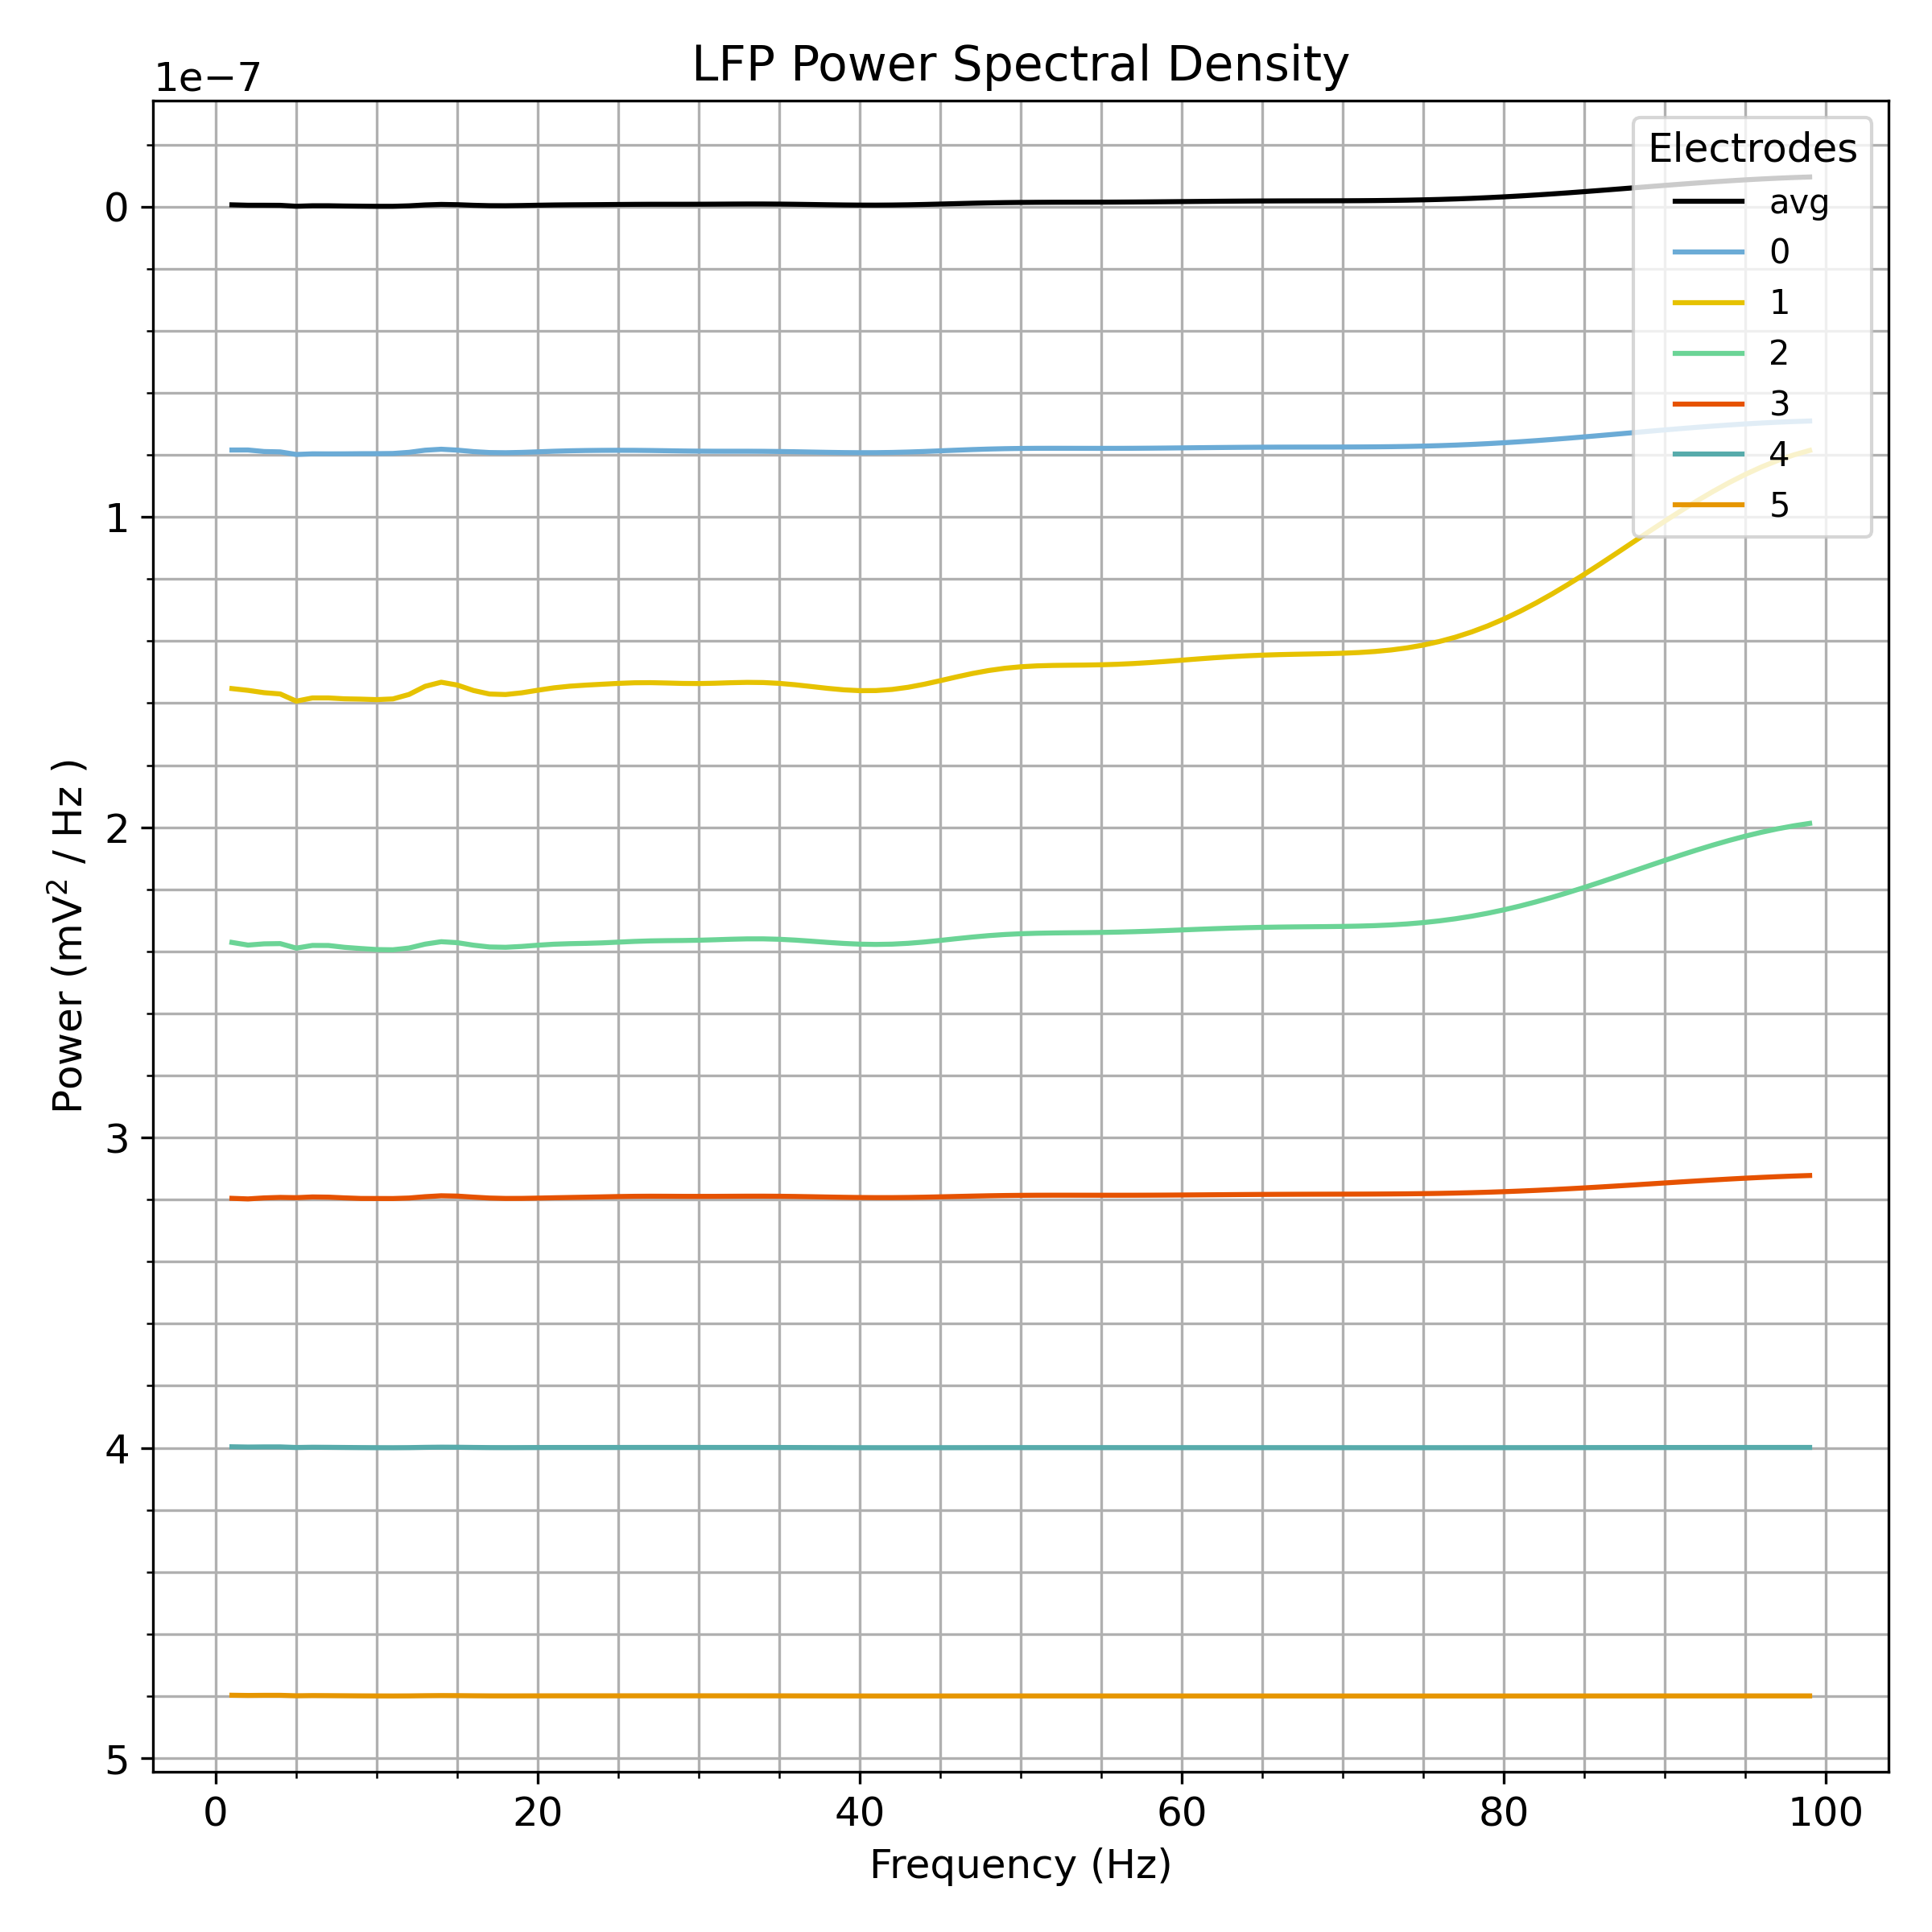 LFP Power Spectral Density
1e−7
Electrodes
avg
0
1
2
3
4
5
0
1
2
3
4
5
Power (mV² / Hz )
0 20 40 60 80 100
Frequency (Hz)